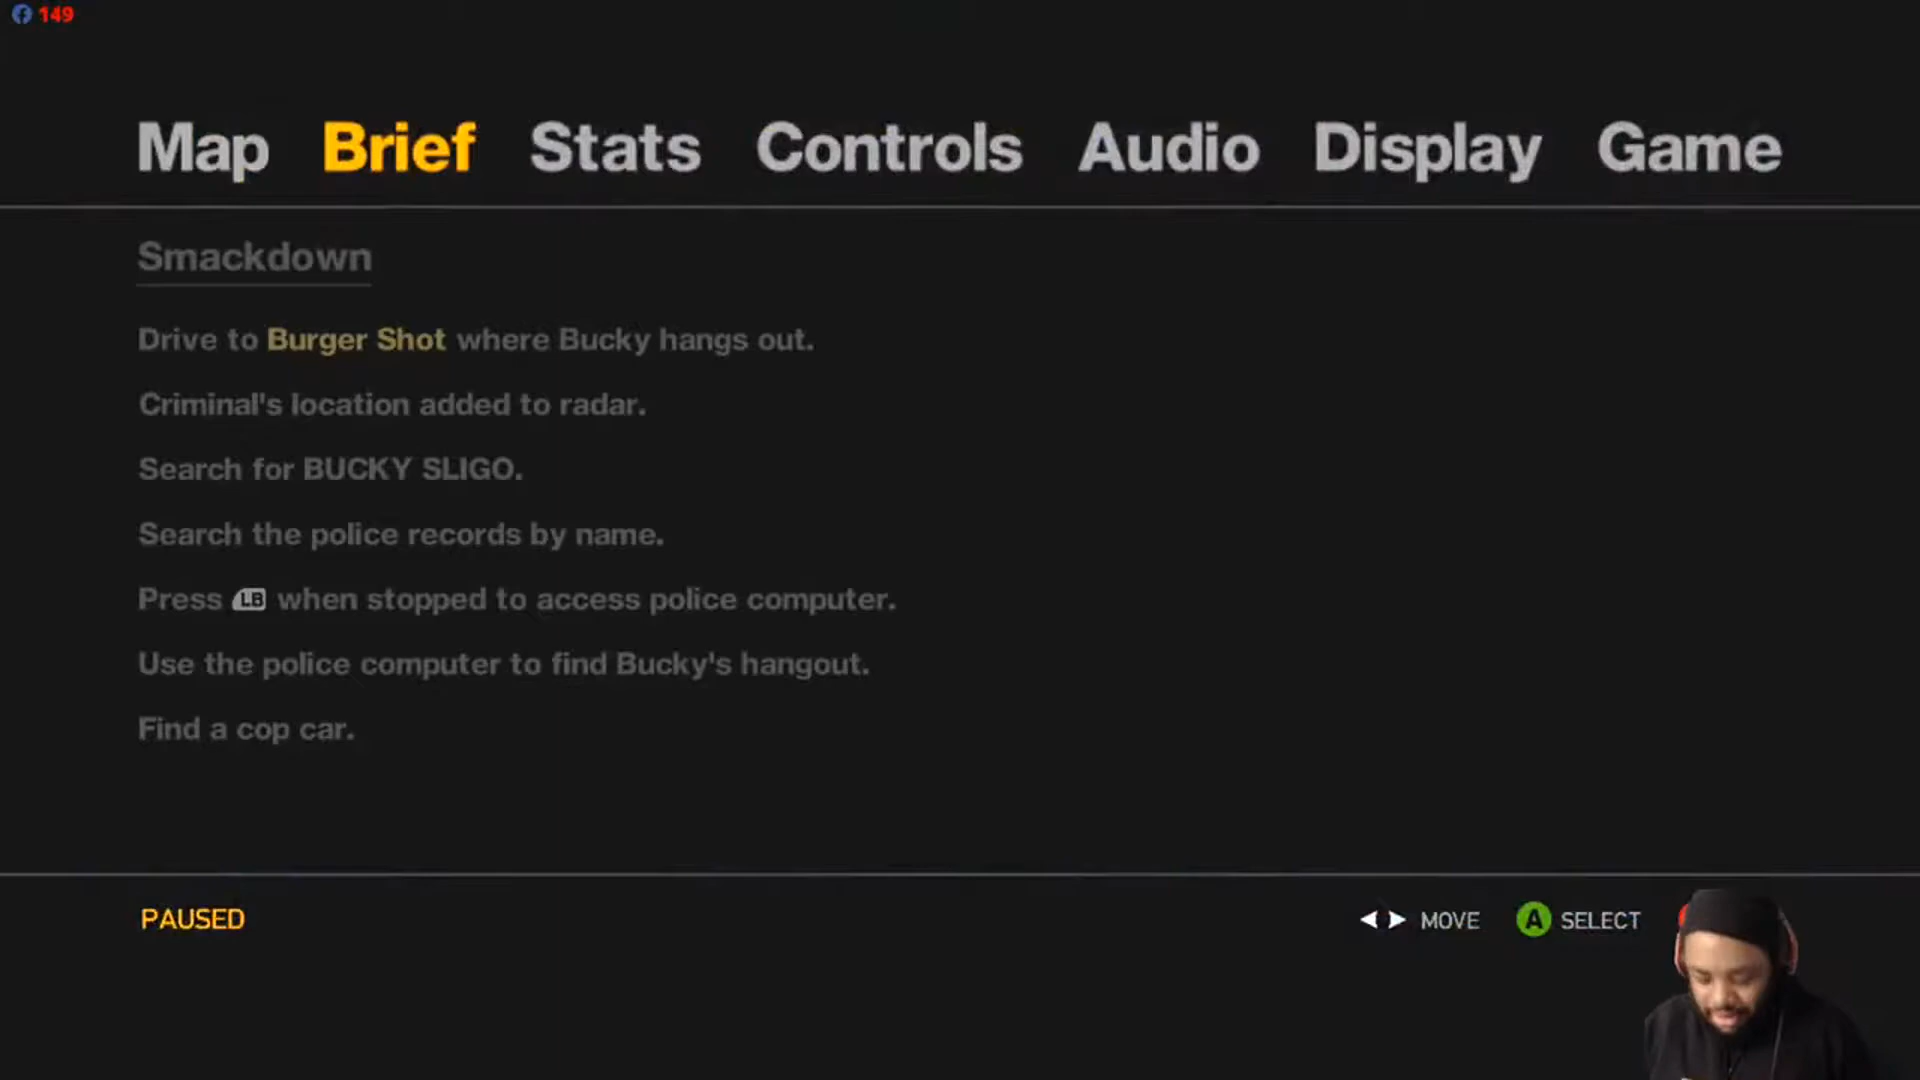 149
Map Brief Stats Controls Audio Display Game
Smackdown
Drive to Burger Shot where Bucky hangs out.
Criminal's location added to radar.
Search for BUCKY SLIGO.
Search the police records by name.
Press LB when stopped to access police computer.
Use the police computer to find Bucky's hangout.
Find a cop car.
PAUSED
MOVE A SELECT